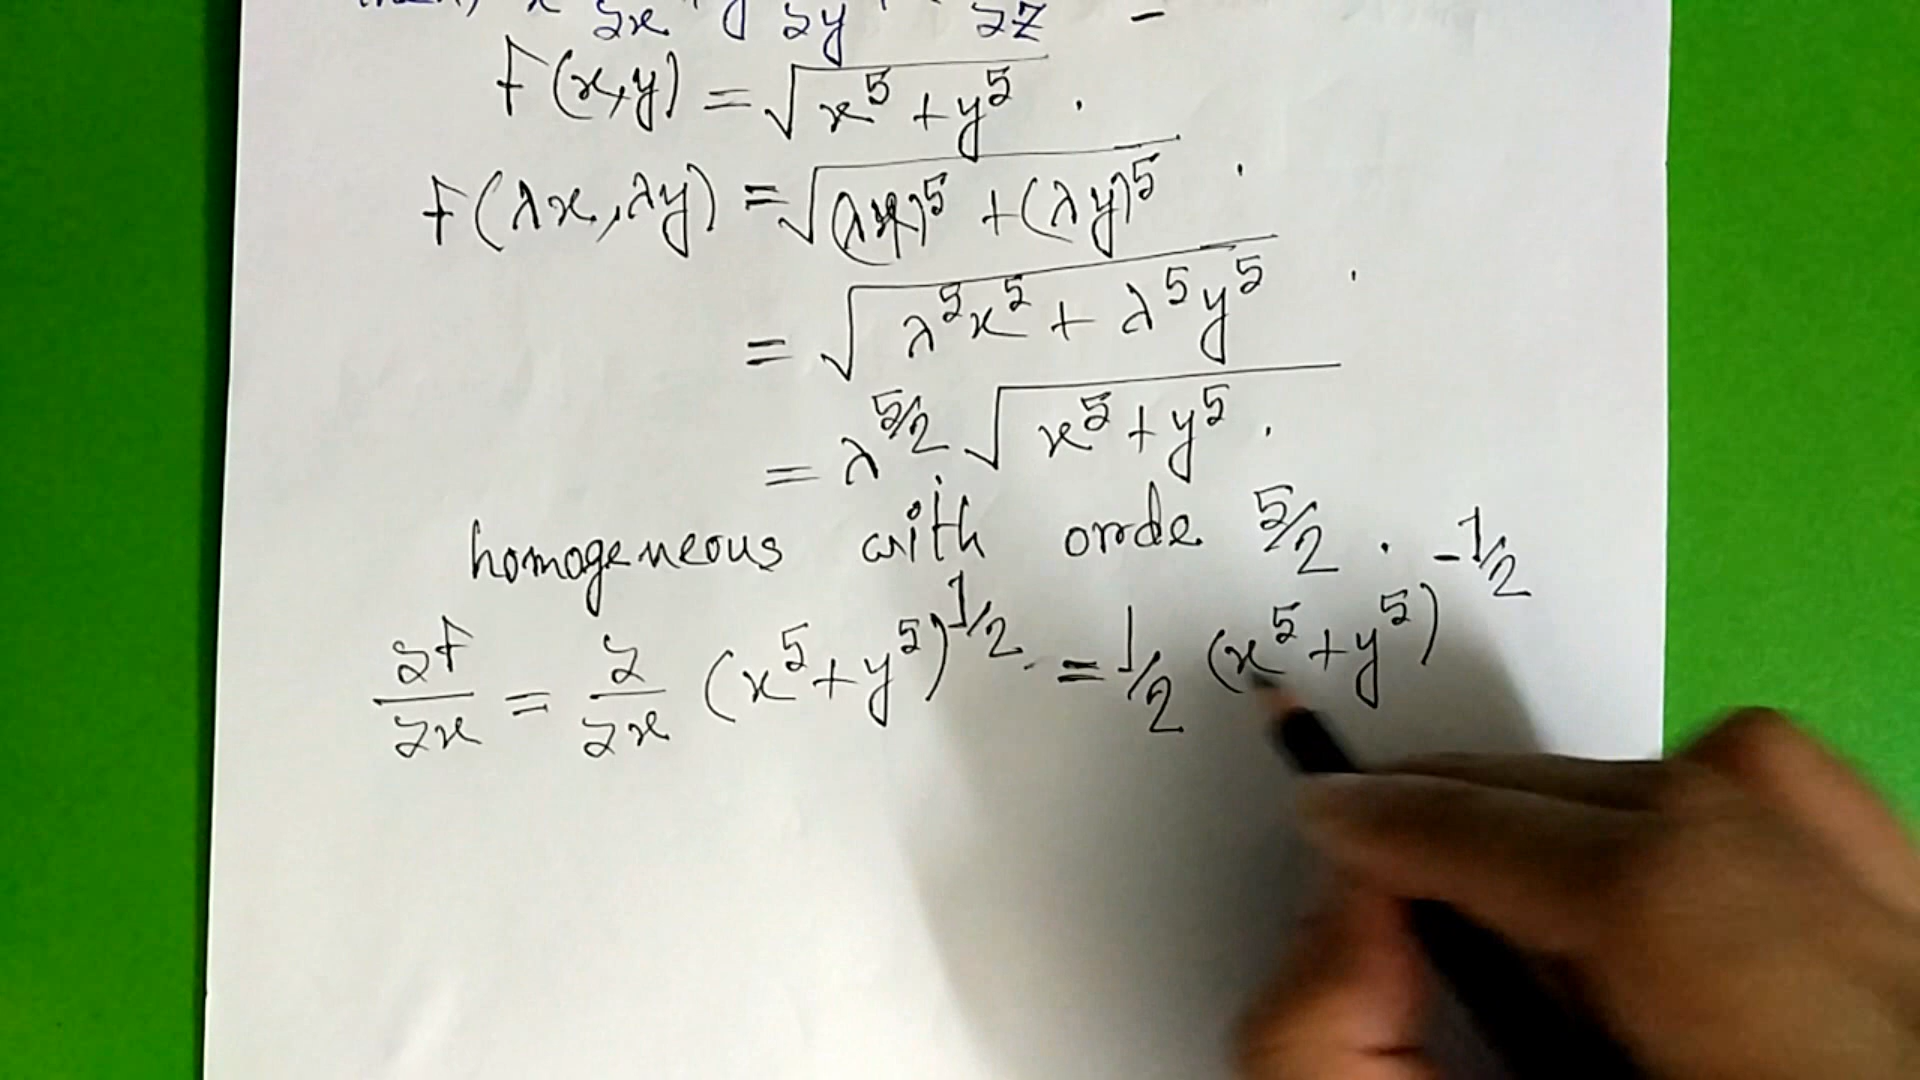 x ∂x y ∂y ∂z =
F(x,y) = √(x⁵ + y⁵) .
F(λx, λy) = √((λx)⁵ + (λy)⁵) .
= √(λ⁵x⁵ + λ⁵y⁵) .
= λ^5/2 √(x⁵ + y⁵) .
homogeneous with orde 5/2 .
∂F/∂x = ∂/∂x (x⁵+y⁵)^1/2 = 1/2 (x⁵+y⁵)^-1/2